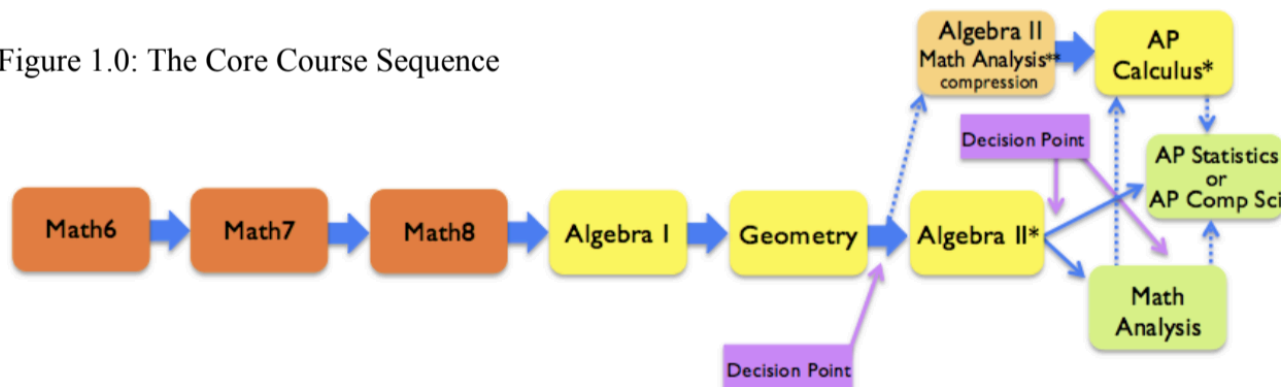 Figure 1.0: The Core Course Sequence
Algebra II
Math Analysis**
compression
AP
Calculus*
Decision Point
AP Statistics
or
AP Comp Sci
Math6
Math7
Math8
Algebra I
Geometry
Algebra II*
Math
Analysis
Decision Point